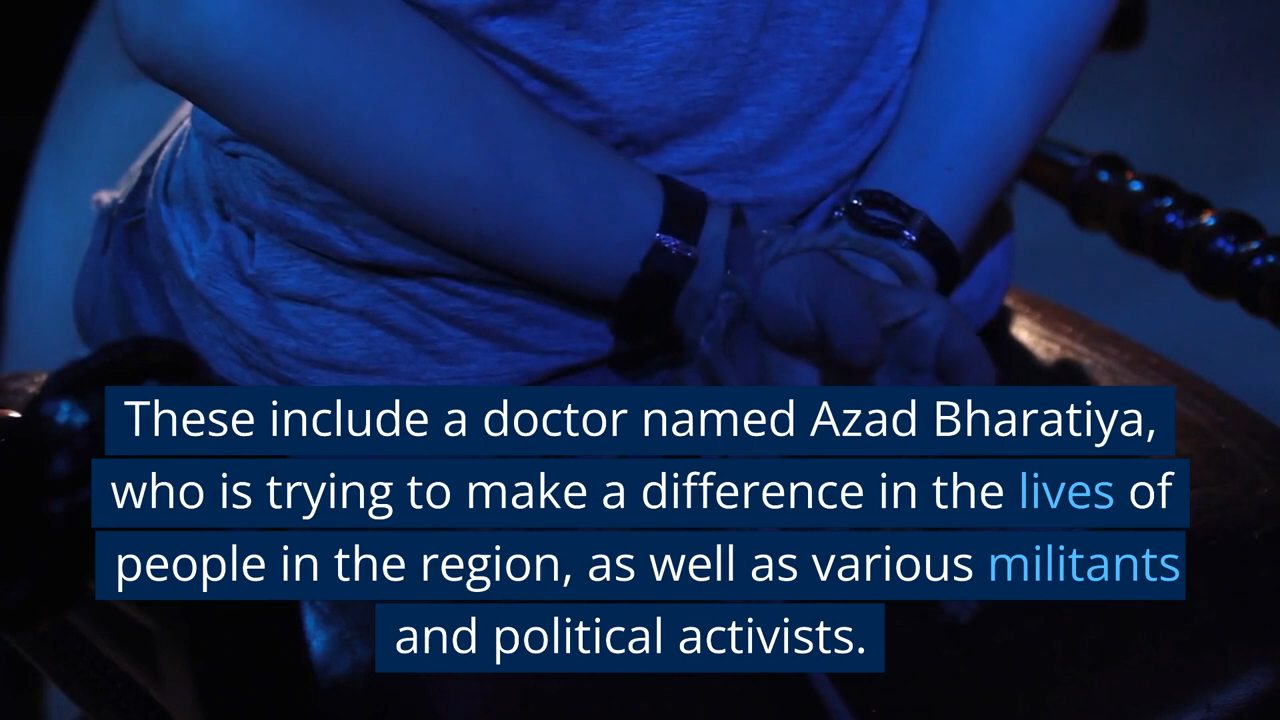 These include a doctor named Azad Bharatiya,
who is trying to make a difference in the lives of
people in the region, as well as various militants
and political activists.